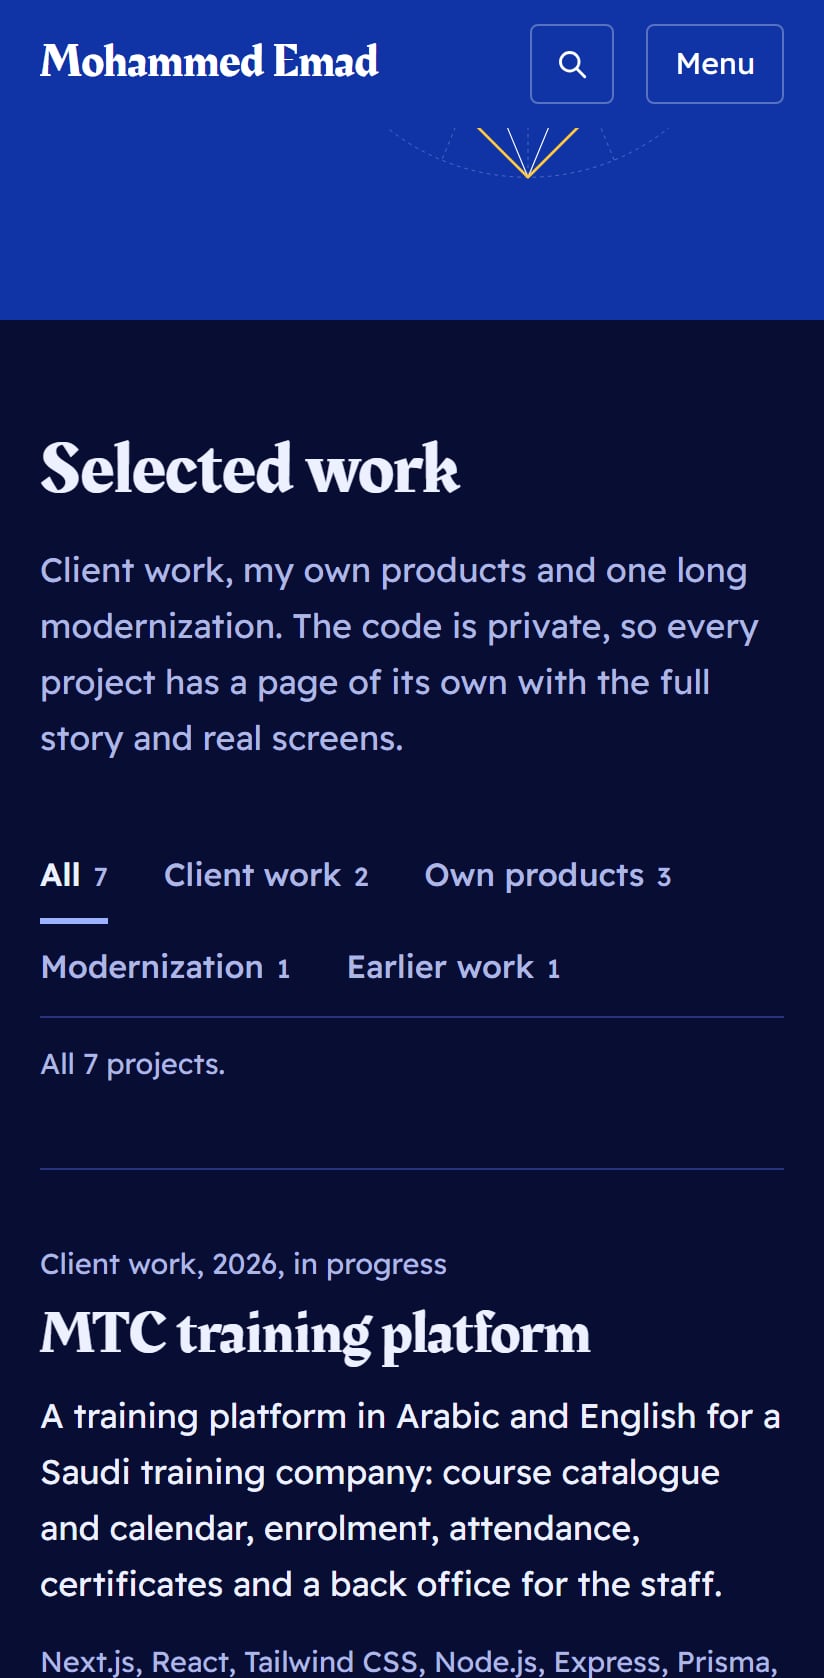 Mohammed Emad
Menu
Selected work
Client work, my own products and one long
modernization. The code is private, so every
project has a page of its own with the full
story and real screens.
All 7 Client work 2 Own products 3
Modernization 1 Earlier work 1
All 7 projects.
Client work, 2026, in progress
MTC training platform
A training platform in Arabic and English for a
Saudi training company: course catalogue
and calendar, enrolment, attendance,
certificates and a back office for the staff.
Next.js, React, Tailwind CSS, Node.js, Express, Prisma,